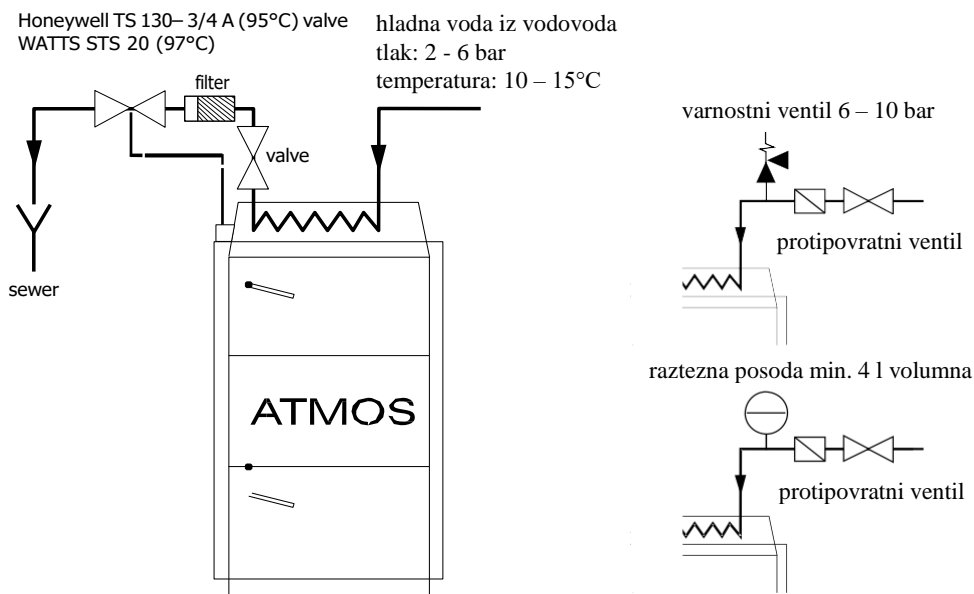 Honeywell TS 130– 3/4 A (95°C) valve
WATTS STS 20 (97°C)
hladna voda iz vodovoda
tlak: 2 - 6 bar
temperatura: 10 – 15°C
filter
valve
sewer
ATMOS
varnostni ventil 6 – 10 bar
protipovratni ventil
raztezna posoda min. 4 l volumna
protipovratni ventil